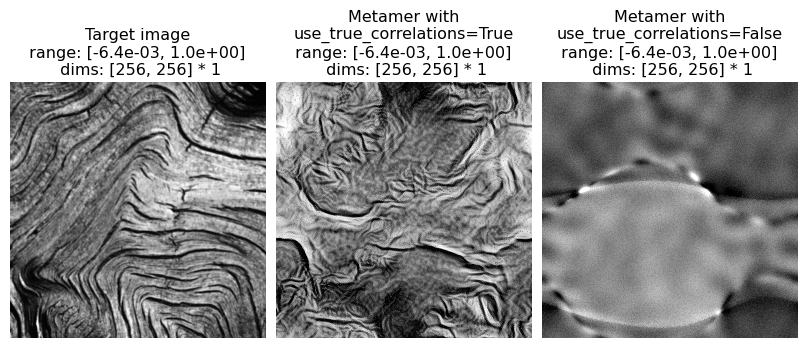 Target image
range: [-6.4e-03, 1.0e+00]
dims: [256, 256] * 1
Metamer with
use_true_correlations=True
range: [-6.4e-03, 1.0e+00]
dims: [256, 256] * 1
Metamer with
use_true_correlations=False
range: [-6.4e-03, 1.0e+00]
dims: [256, 256] * 1